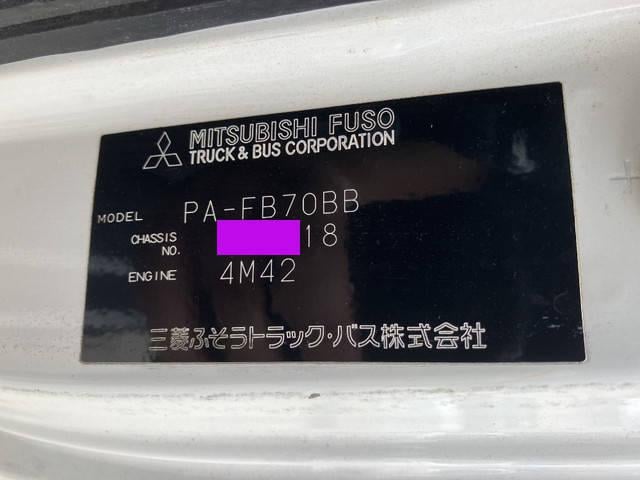 MITSUBISHI FUSO
TRUCK & BUS CORPORATION
MODEL PA-FB70BB
CHASSIS NO. 18
ENGINE 4M42
三菱ふそうトラック・バス株式会社